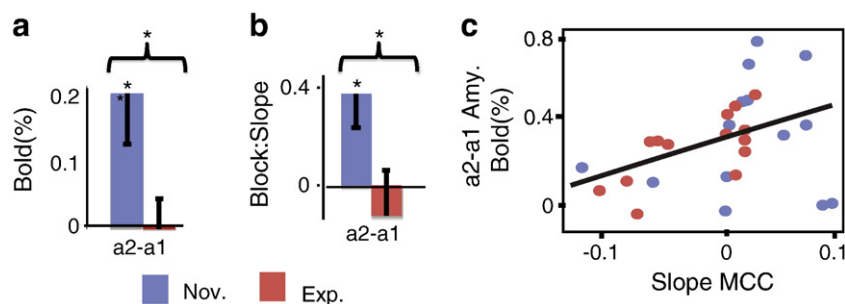 a
*
0.2
*
*
0.1
0
Bold(%)
a2-a1
b
*
0.4
*
0
Block:Slope
a2-a1
Nov.
Exp.
c
0.8
0.4
0
a2-a1 Amy.
Bold(%)
-0.1
0
0.1
Slope MCC